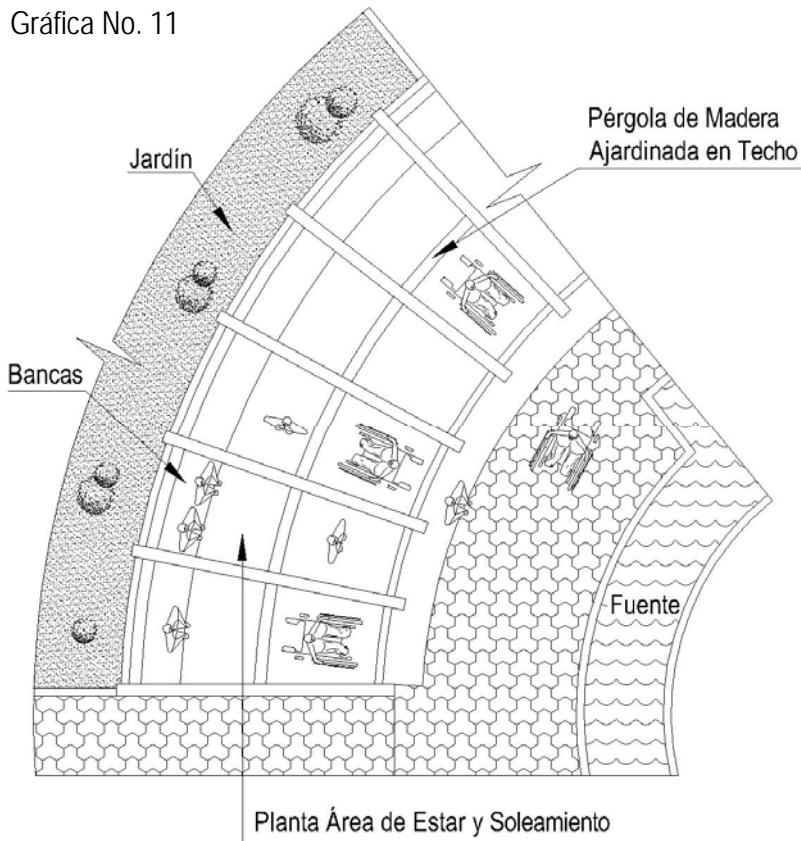 Gráfica No. 11
Pérgola de Madera
Ajardinada en Techo
Jardín
Bancas
Fuente
Planta Área de Estar y Soleamiento